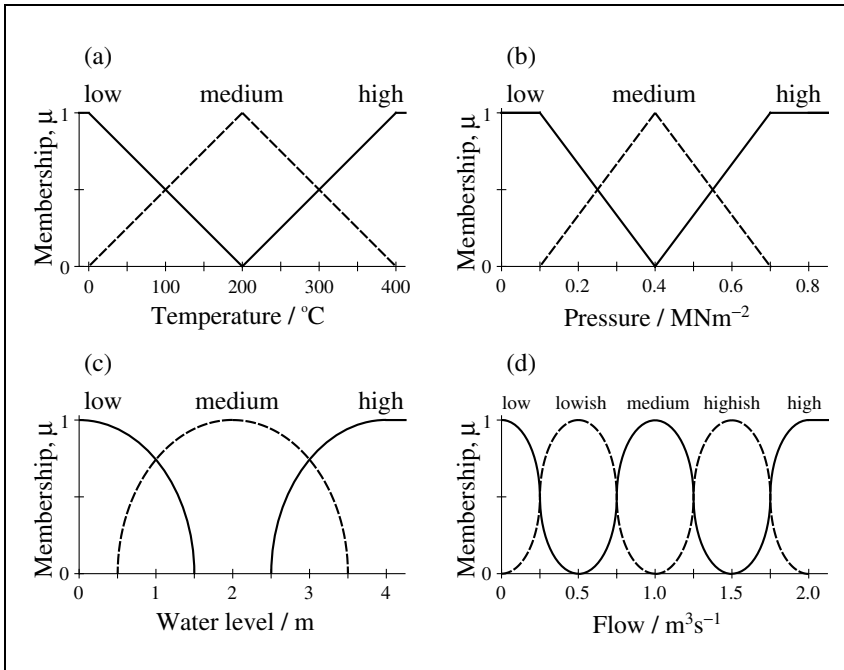 (a)
low medium high
Membership, μ
1
0
0 100 200 300 400
Temperature / °C
(b)
low medium high
Membership, μ
1
0
0 0.2 0.4 0.6 0.8
Pressure / MNm⁻²
(c)
low medium high
Membership, μ
1
0
0 1 2 3 4
Water level / m
(d)
low lowish medium highish high
Membership, μ
1
0
0 0.5 1.0 1.5 2.0
Flow / m³s⁻¹